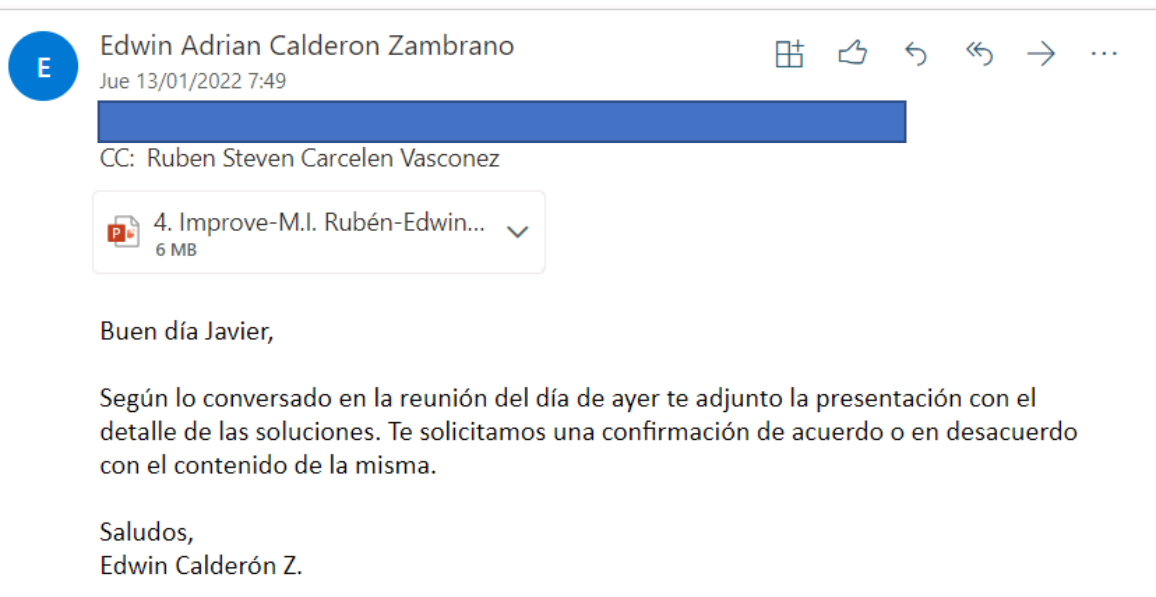 E
Edwin Adrian Calderon Zambrano
Jue 13/01/2022 7:49
CC: Ruben Steven Carcelen Vasconez
P
4. Improve-M.I. Rubén-Edwin...
6 MB
Buen día Javier,
Según lo conversado en la reunión del día de ayer te adjunto la presentación con el
detalle de las soluciones. Te solicitamos una confirmación de acuerdo o en desacuerdo
con el contenido de la misma.
Saludos,
Edwin Calderón Z.